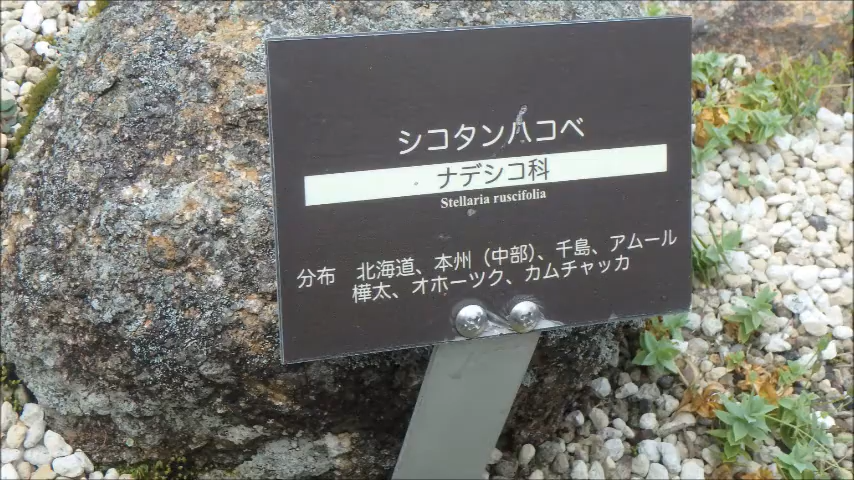 シコタンハコベ
ナデシコ科
Stellaria ruscifolia
分布　北海道、本州（中部）、千島、アムール
樺太、オホーツク、カムチャッカ